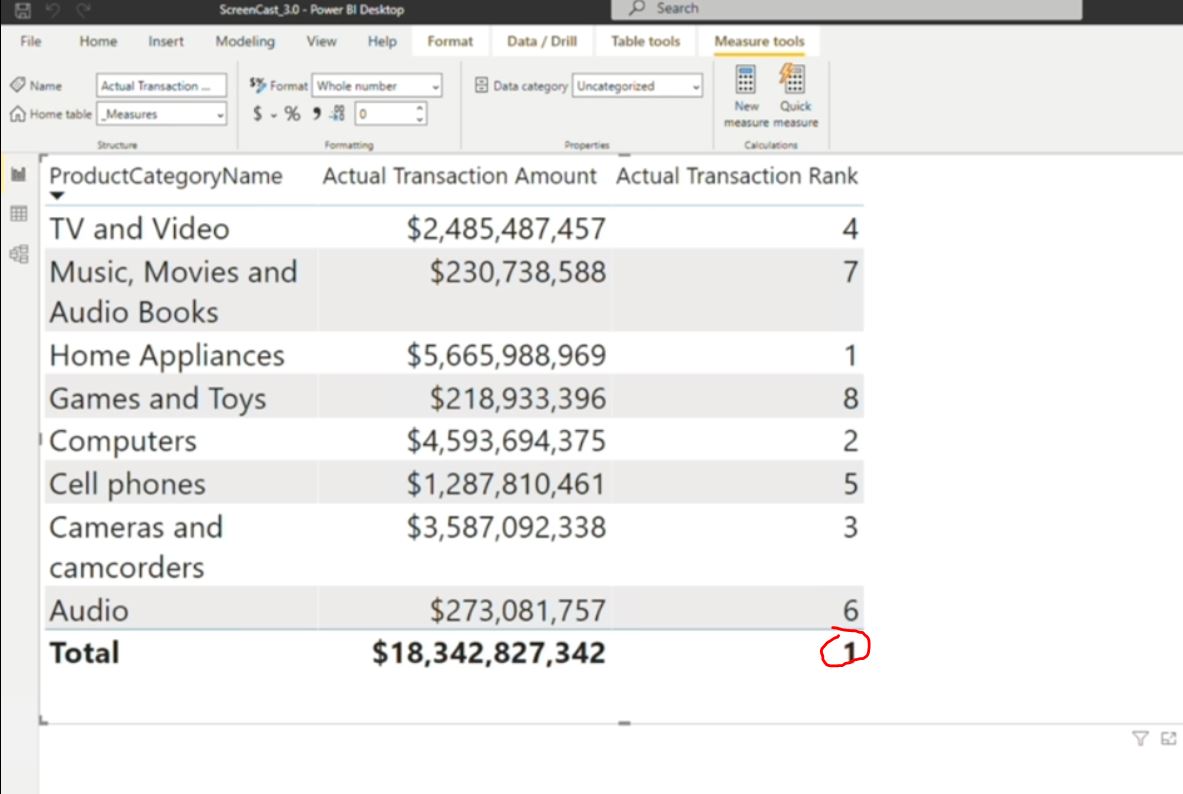 ScreenCast_3.0 - Power BI Desktop
Search
File Home Insert Modeling View Help Format Data / Drill Table tools Measure tools
Name Actual Transaction ...
Home table _Measures
Structure
$% Format Whole number
$ % 9 .00 0
Formatting
Data category Uncategorized
Properties
New measure
Quick measure
Calculations
ProductCategoryName Actual Transaction Amount Actual Transaction Rank
TV and Video $2,485,487,457 4
Music, Movies and $230,738,588 7
Audio Books
Home Appliances $5,665,988,969 1
Games and Toys $218,933,396 8
Computers $4,593,694,375 2
Cell phones $1,287,810,461 5
Cameras and $3,587,092,338 3
camcorders
Audio $273,081,757 6
Total $18,342,827,342 1